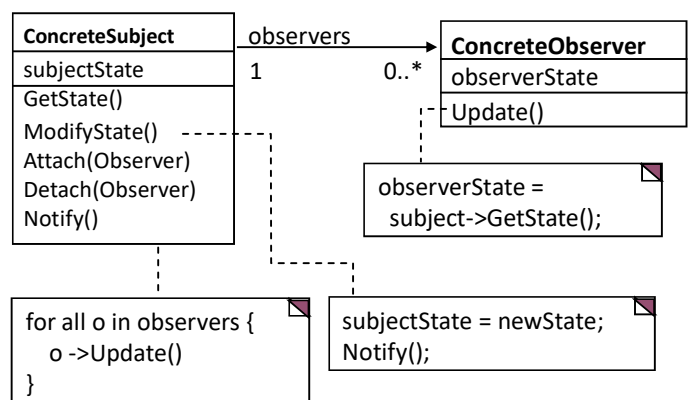 ConcreteSubject
subjectState
GetState()
ModifyState()
Attach(Observer)
Detach(Observer)
Notify()
observers
1
0..*
ConcreteObserver
observerState
Update()
observerState =
subject->GetState();
for all o in observers {
o ->Update()
}
subjectState = newState;
Notify();